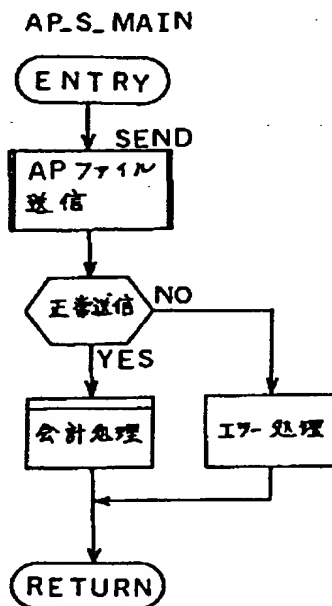 AP_S_MAIN
ENTRY
SEND
APファイル
送信
正常送信
NO
YES
会計処理
エラー処理
RETURN